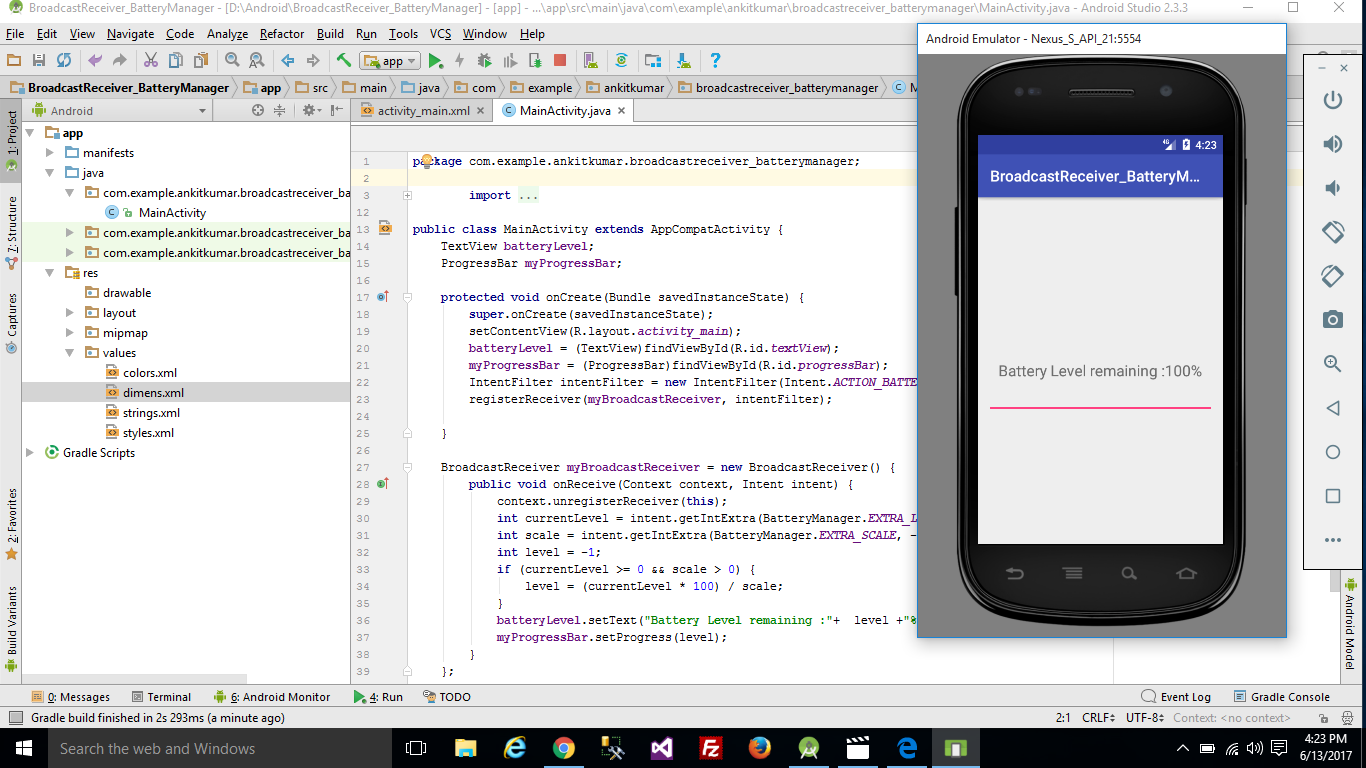 BroadcastReceiver_BatteryManager - [D:\Android\BroadcastReceiver_BatteryManager] - [app] - ...\app\src\main\java\com\example\ankitkumar\broadcastreceiver_batterymanager\MainActivity.java - Android Studio 2.3.3
File Edit View Navigate Code Analyze Refactor Build Run Tools VCS Window Help
app
BroadcastReceiver_BatteryManager app src main java com example ankitkumar broadcastreceiver_batterymanager M
Android
activity_main.xml MainActivity.java
1: Project
7: Structure
Captures
2: Favorites
Build Variants
app
manifests
java
com.example.ankitkumar.broadcastreceiver_ba
MainActivity
com.example.ankitkumar.broadcastreceiver_ba
com.example.ankitkumar.broadcastreceiver_ba
res
drawable
layout
mipmap
values
colors.xml
dimens.xml
strings.xml
styles.xml
Gradle Scripts
1 package com.example.ankitkumar.broadcastreceiver_batterymanager;
2
3 import ...
12
13 public class MainActivity extends AppCompatActivity {
14 TextView batteryLevel;
15 ProgressBar myProgressBar;
16
17 protected void onCreate(Bundle savedInstanceState) {
18 super.onCreate(savedInstanceState);
19 setContentView(R.layout.activity_main);
20 batteryLevel = (TextView)findViewById(R.id.textView);
21 myProgressBar = (ProgressBar)findViewById(R.id.progressBar);
22 IntentFilter intentFilter = new IntentFilter(Intent.ACTION_BATTE
23 registerReceiver(myBroadcastReceiver, intentFilter);
24
25 }
26
27 BroadcastReceiver myBroadcastReceiver = new BroadcastReceiver() {
28 public void onReceive(Context context, Intent intent) {
29 context.unregisterReceiver(this);
30 int currentLevel = intent.getIntExtra(BatteryManager.EXTRA_L
31 int scale = intent.getIntExtra(BatteryManager.EXTRA_SCALE, -
32 int level = -1;
33 if (currentLevel >= 0 && scale > 0) {
34 level = (currentLevel * 100) / scale;
35 }
36 batteryLevel.setText("Battery Level remaining :"+ level +"%
37 myProgressBar.setProgress(level);
38 }
39 };
Android Emulator - Nexus_S_API_21:5554
4G 4:23
BroadcastReceiver_BatteryM...
Battery Level remaining :100%
Android Model
0: Messages Terminal 6: Android Monitor 4: Run TODO Event Log Gradle Console
Gradle build finished in 2s 293ms (a minute ago) 2:1 CRLF UTF-8 Context: <no context>
Search the web and Windows
4:23 PM
6/13/2017